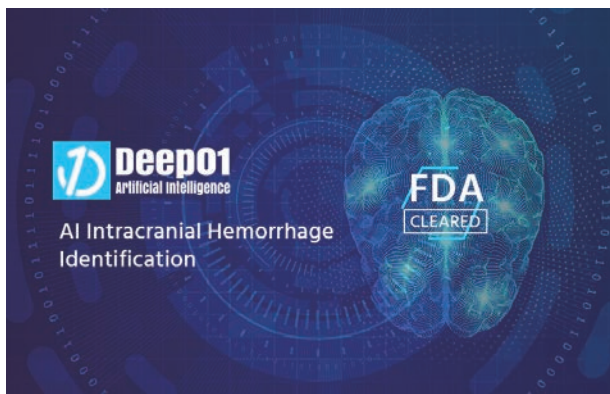 Deep01
Artificial Intelligence
AI Intracranial Hemorrhage
Identification
FDA
CLEARED